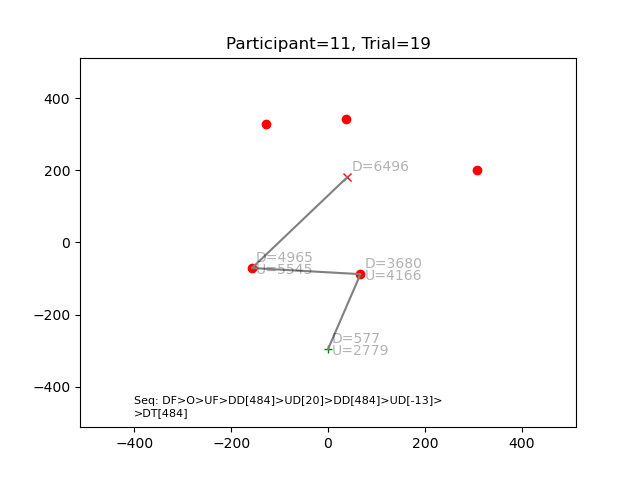 Participant=11, Trial=19
400
200
0
−200
−400
D=6496
D=4965
U=5545
D=3680
U=4166
D=577
U=2779
Seq: DF>O>UF>DD[484]>UD[20]>DD[484]>UD[-13]>
>DT[484]
−400
−200
0
200
400